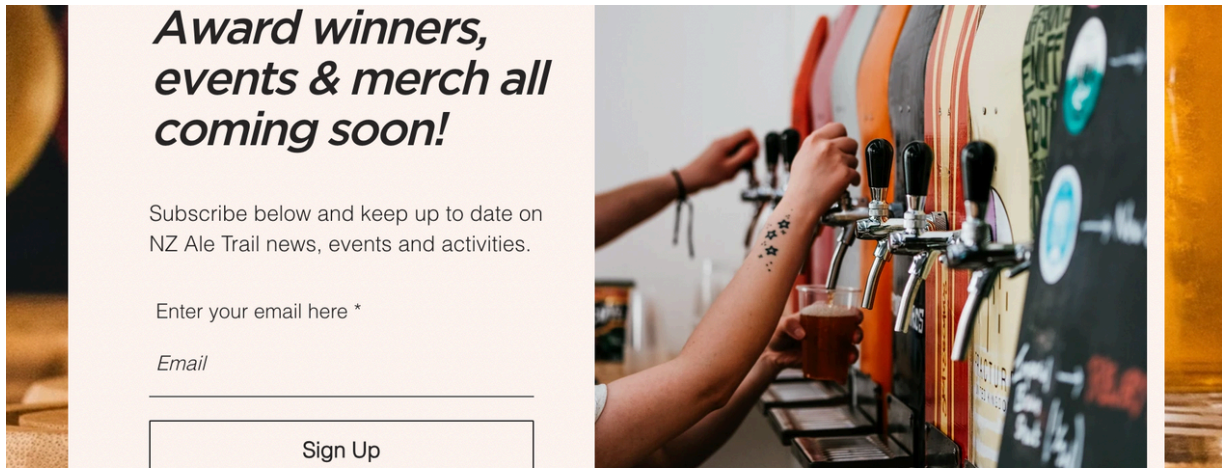 Award winners,
events & merch all
coming soon!
Subscribe below and keep up to date on
NZ Ale Trail news, events and activities.
Enter your email here *
Email
Sign Up